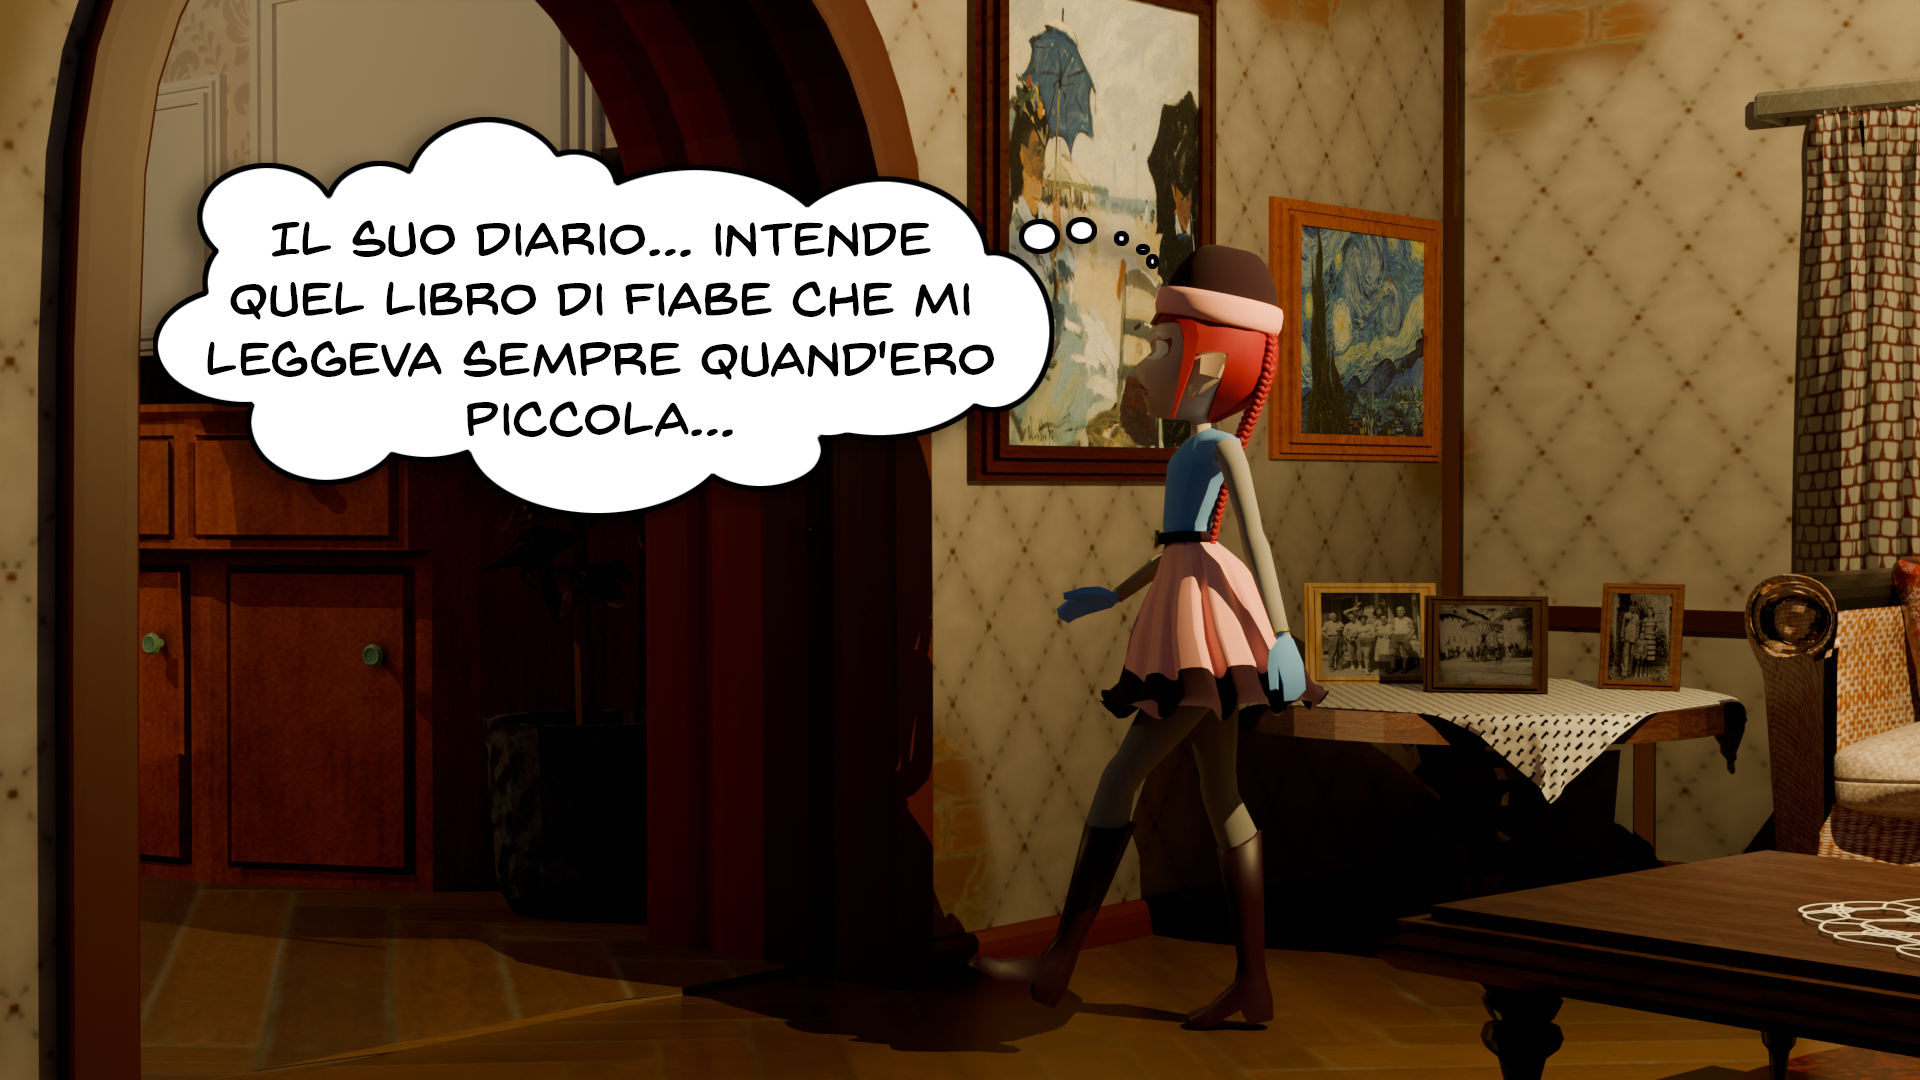 IL SUO DIARIO... INTENDE
QUEL LIBRO DI FIABE CHE MI
LEGGEVA SEMPRE QUAND'ERO
PICCOLA...